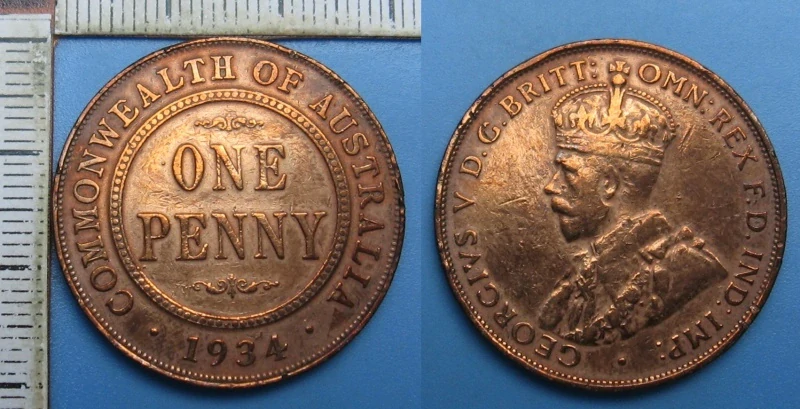 COMMONWEALTH OF AUSTRALIA
ONE
PENNY
· 1934 ·
GEORGIVS V D.G. BRITT: OMN: REX F.D. IND: IMP: ·